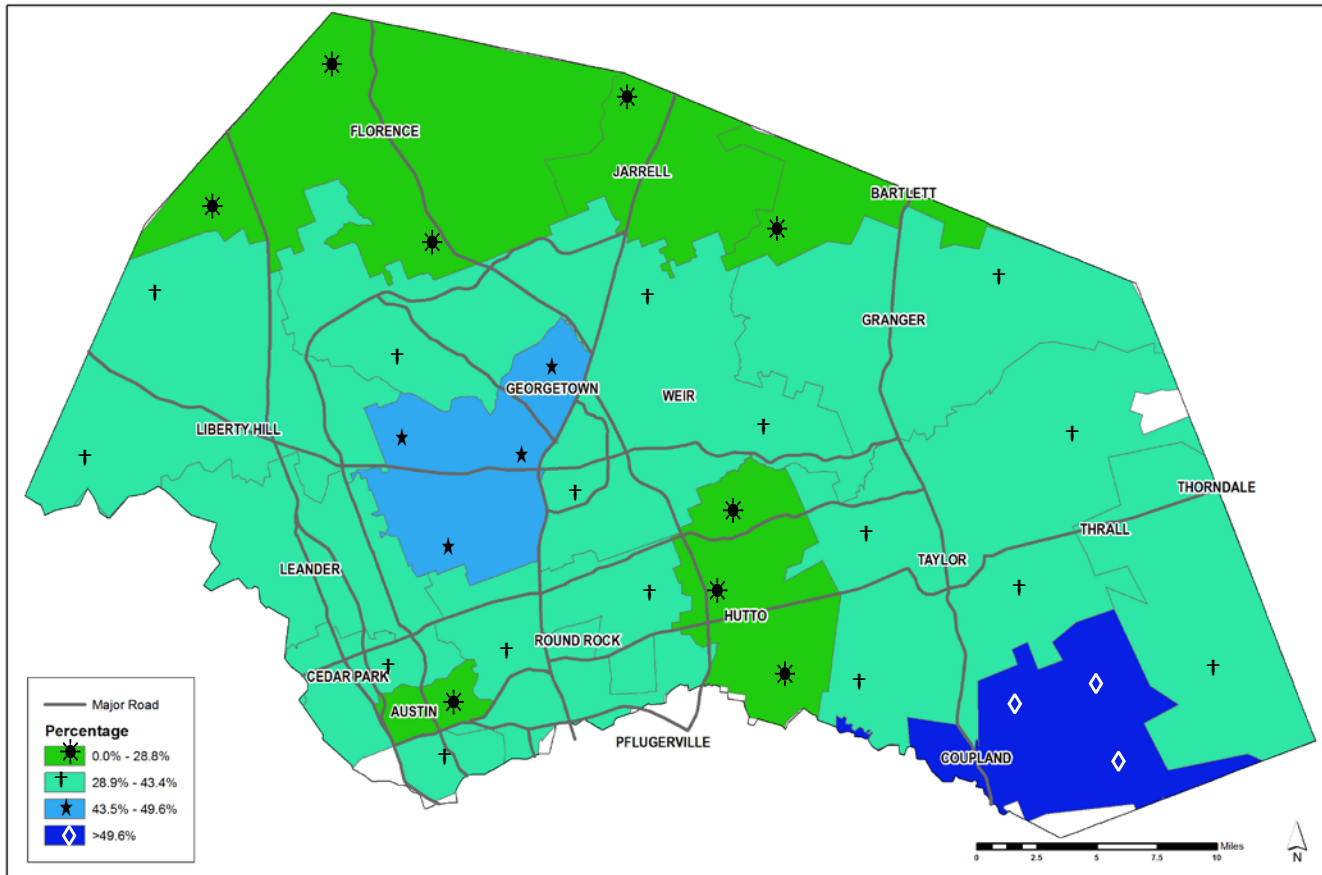 FLORENCE
JARRELL
BARTLETT
GRANGER
GEORGETOWN
WEIR
LIBERTY HILL
THORNDALE
THRALL
TAYLOR
LEANDER
HUTTO
ROUND ROCK
CEDAR PARK
AUSTIN
PFLUGERVILLE
COUPLAND
Major Road
Percentage
0.0% - 28.8%
28.9% - 43.4%
43.5% - 49.6%
>49.6%
Miles
0 2.5 5 7.5 10
N